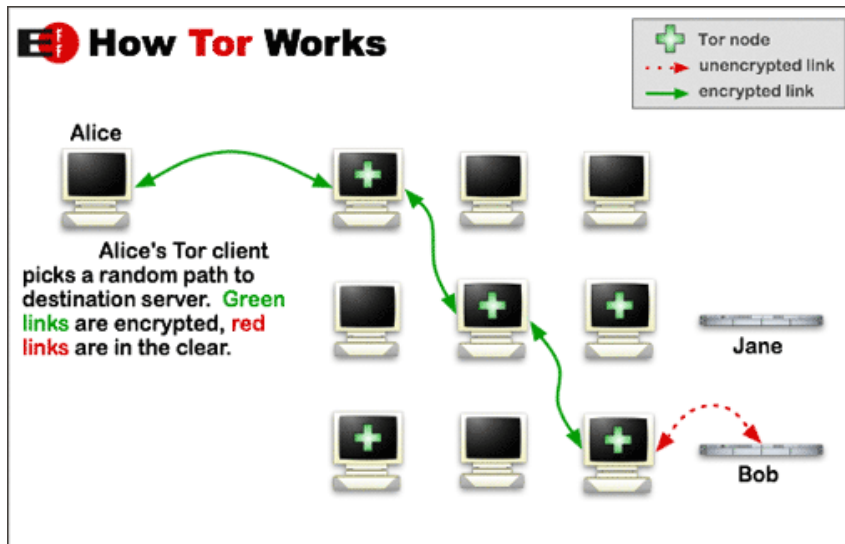 EFF How Tor Works
Tor node
unencrypted link
encrypted link
Alice
Alice's Tor client
picks a random path to
destination server. Green
links are encrypted, red
links are in the clear.
Jane
Bob